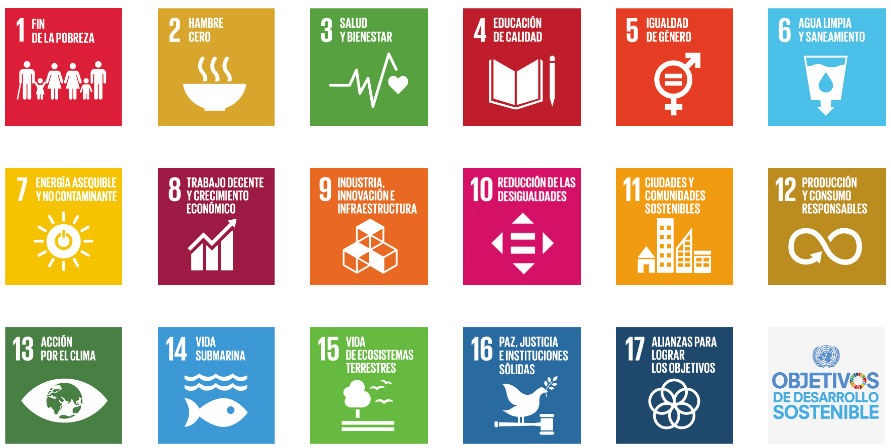 1 FIN
DE LA POBREZA
2 HAMBRE
CERO
3 SALUD
Y BIENESTAR
4 EDUCACIÓN
DE CALIDAD
5 IGUALDAD
DE GÉNERO
6 AGUA LIMPIA
Y SANEAMIENTO
7 ENERGÍA ASEQUIBLE
Y NO CONTAMINANTE
8 TRABAJO DECENTE
Y CRECIMIENTO
ECONÓMICO
9 INDUSTRIA,
INNOVACIÓN E
INFRAESTRUCTURA
10 REDUCCIÓN DE LAS
DESIGUALDADES
11 CIUDADES Y
COMUNIDADES
SOSTENIBLES
12 PRODUCCIÓN
Y CONSUMO
RESPONSABLES
13 ACCIÓN
POR EL CLIMA
14 VIDA
SUBMARINA
15 VIDA
DE ECOSISTEMAS
TERRESTRES
16 PAZ, JUSTICIA
E INSTITUCIONES
SÓLIDAS
17 ALIANZAS PARA
LOGRAR
LOS OBJETIVOS
OBJETIVOS
DE DESARROLLO
SOSTENIBLE